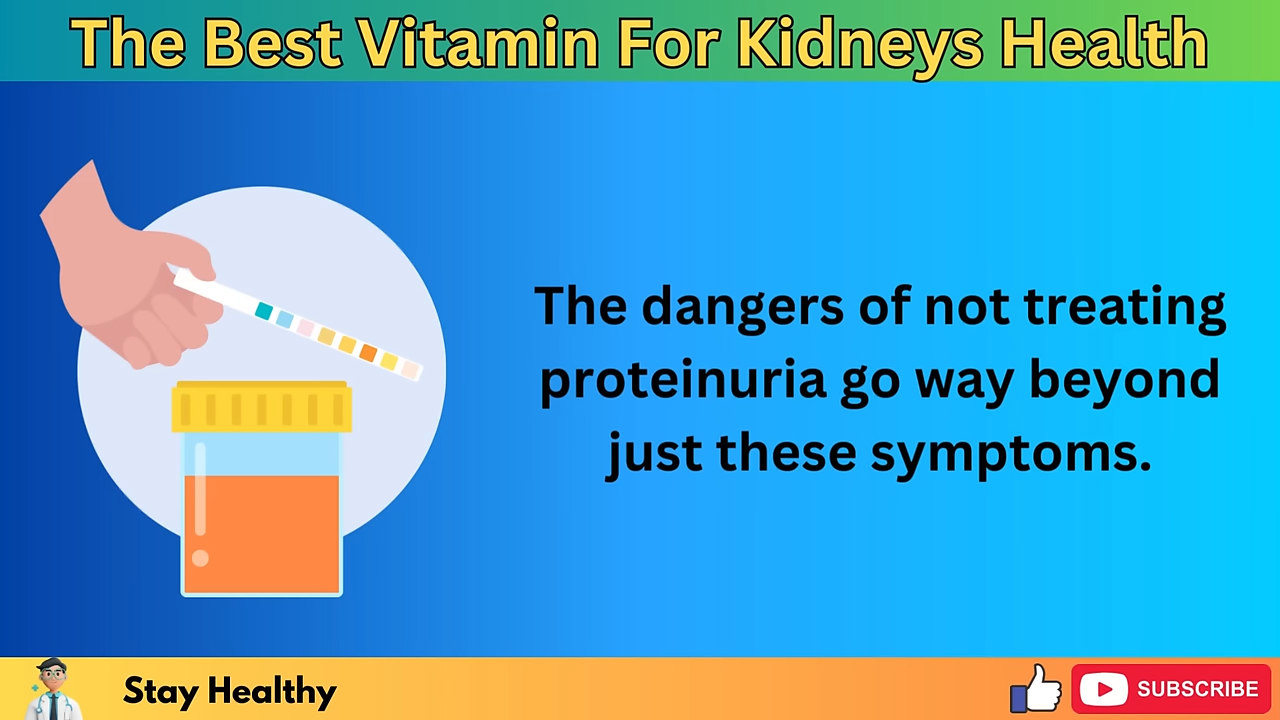 The Best Vitamin For Kidneys Health
The dangers of not treating
proteinuria go way beyond
just these symptoms.
Stay Healthy
SUBSCRIBE